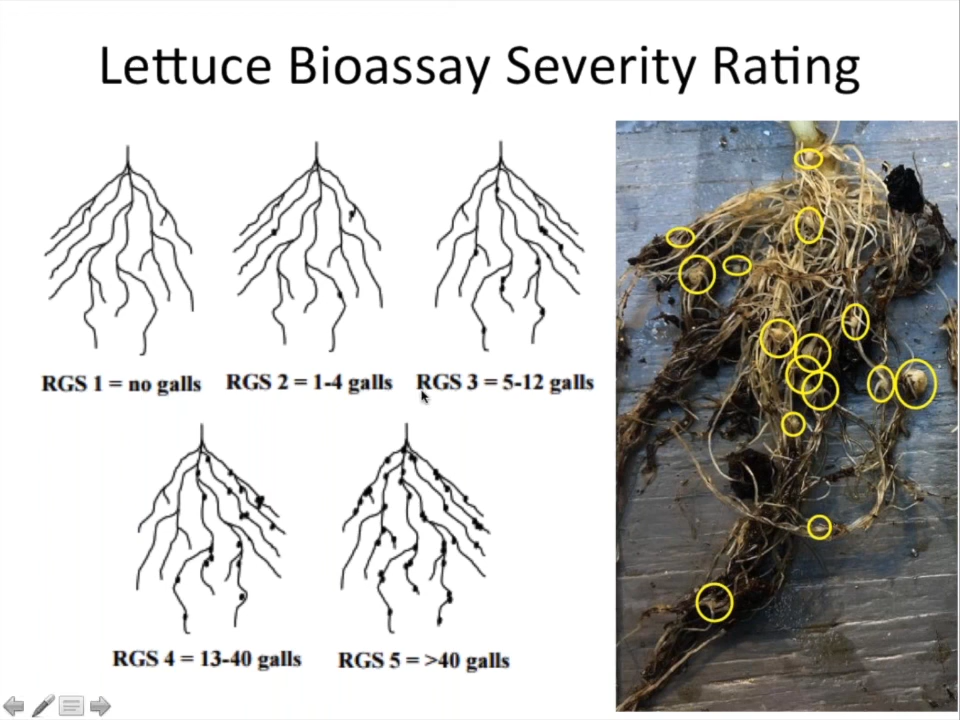 Lettuce Bioassay Severity Rating
RGS 1 = no galls
RGS 2 = 1-4 galls
RGS 3 = 5-12 galls
RGS 4 = 13-40 galls
RGS 5 = >40 galls